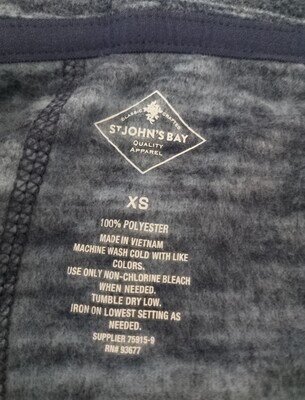 CLASSIC CRAFTED
ST.JOHN'S BAY
QUALITY
APPAREL
XS
100% POLYESTER
MADE IN VIETNAM
MACHINE WASH COLD WITH LIKE
COLORS.
USE ONLY NON-CHLORINE BLEACH
WHEN NEEDED.
TUMBLE DRY LOW.
IRON ON LOWEST SETTING AS
NEEDED.
SUPPLIER 75915-9
RN# 93677